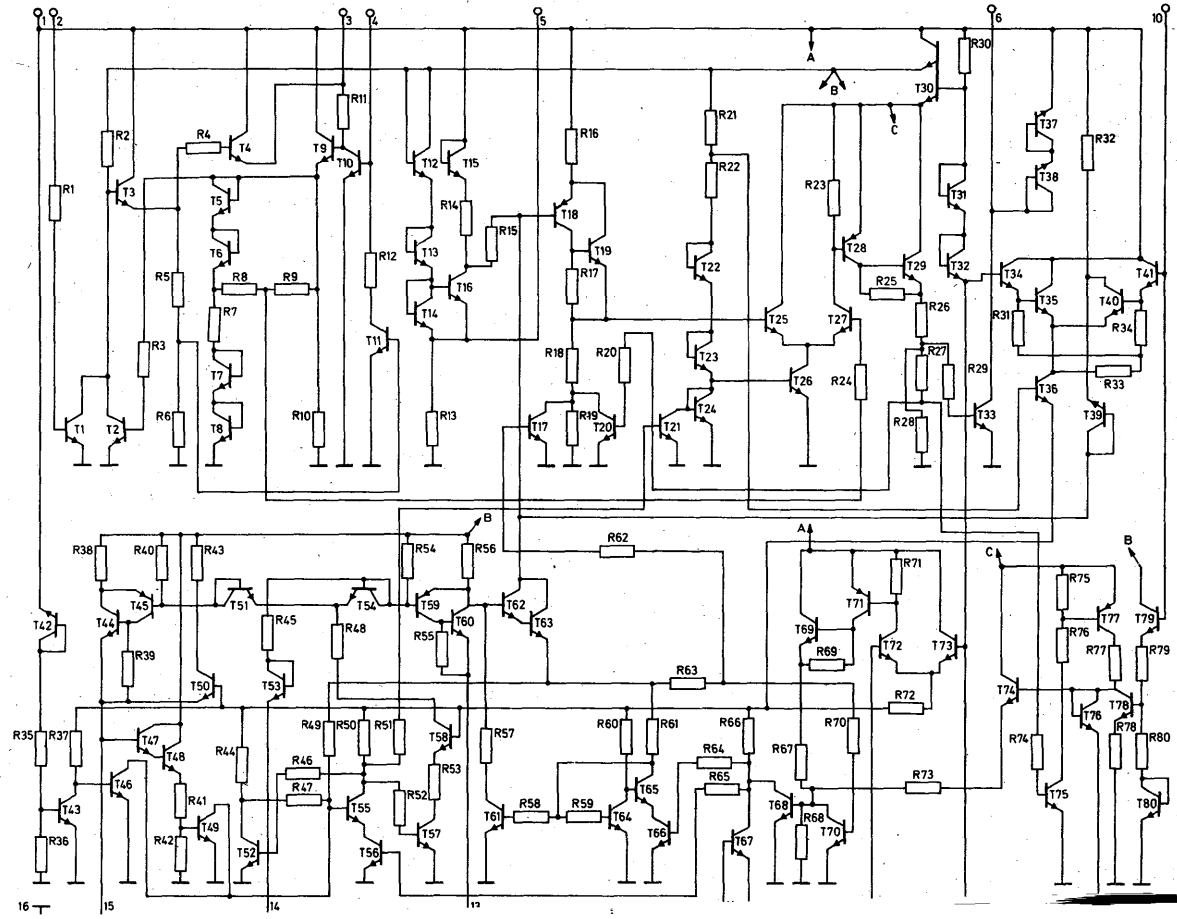 1 2 3 4 5 6 10
R30
A
R11 T30
B
R2 R4 T4 T9 R21 C T37 R32
T10 T12 T15 R16
T3 R22 T38
R1 T5 R14 R23 T31
T18
R15 T28
T6 T13 T19 T32
R12 T22 T29 T34 T41
R5 R8 R9 T16 R17 R25 T35 T40
R7 T14 T25 T27 R26 R31 R34
T11
R3 R18 R20 T23 R27
T7 T26 R24 R29 R33
T36
R6 R10 R13 R19 T24 T33 T39
T1 T2 T8 T17 T20 T21 R28
B A
R38 R40 R43 R54 R56 R62 C B
R71
R75
T45 T51 T54 T59 T62 T71
T42 T44 R45 R48 R55 T60 T63 T69 T72 T73 R76 T77 T79
R39 R69 R77 R79
T50 T53 R63 T74
R72 T76 T78
R35 R37 T47 R49 R50 R51 T58 R60 R61 R66 R70
T48 R44 R57 R67 R74 R78 R80
R46 R53 R64
T46 R47 T65 R65 R73
T43 R41 R52 T55 T61 R58 R59 T68 T75 T80
T49 T57 T64 T66 R68 T70
R36 R42 T52 T56 T67
16 15 14 13